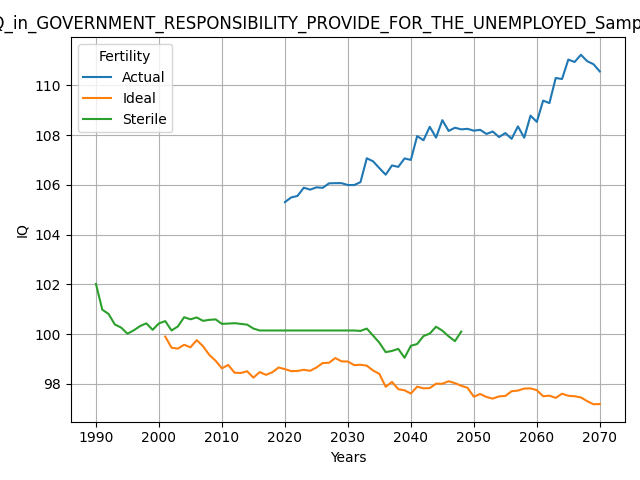 Q_in_GOVERNMENT_RESPONSIBILITY_PROVIDE_FOR_THE_UNEMPLOYED_Samp
Fertility
Actual
Ideal
Sterile
IQ
110
108
106
104
102
100
98
1990 2000 2010 2020 2030 2040 2050 2060 2070
Years